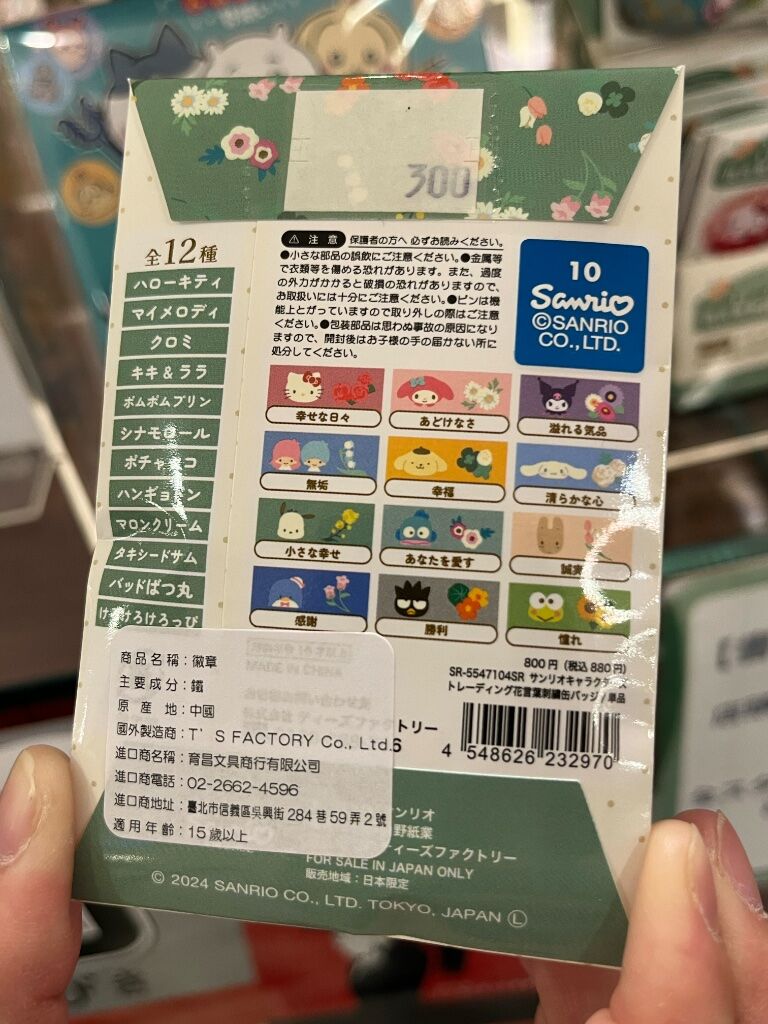 300
全12種
ハローキティ
マイメロディ
クロミ
キキ&ララ
ポムポムプリン
シナモロール
ポチャッコ
ハンギョドン
マロンクリーム
タキシードサム
バッドばつ丸
けろけろけろっぴ
注意 保護者の方へ 必ずお読みください。
●小さな部品の誤飲にご注意ください。●金属等
で衣類等を傷める恐れがあります。また、過度
の外力がかかると破損の恐れがありますので、
お取扱いには十分にご注意ください。●ピンは機
能上とがっていますので取り外しの際はご注意
ください。●包装部品は思わぬ事故の原因になり
ますので、開封後はお子様の手の届かない所に
処分してください。
10
Sanrio
©SANRIO
CO., LTD.
幸せな日々
あどけなさ
溢れる気品
無垢
幸福
清らかな心
小さな幸せ
あなたを愛す
誠実
感謝
勝利
憧れ
800円(税込880円)
SR-5547104SR サンリオキャラクターズ
トレーディング花言葉刺繍缶バッジ/単品
4 548626 232970
MADE IN CHINA
商品名稱:徽章
主要成分:鐵
原產地:中國
國外製造商:T'S FACTORY Co., Ltd.
進口商名稱:育昌文具商行有限公司
進口商電話:02-2662-4596
進口商地址:臺北市信義區吳興街284巷59弄2號
適用年齡:15歲以上
サンリオ
野紙業
ティーズファクトリー
FOR SALE IN JAPAN ONLY
販売地域:日本限定
© 2024 SANRIO CO., LTD. TOKYO, JAPAN Ⓛ